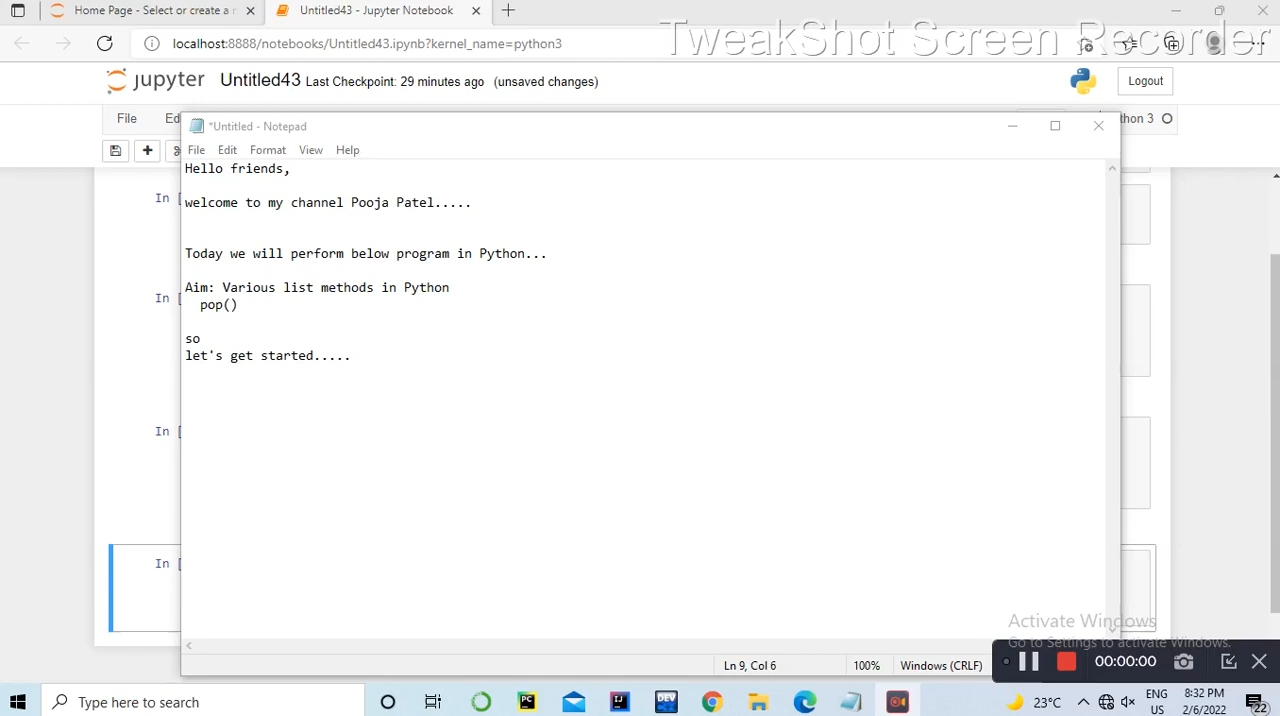 Home Page - Select or create a n
Untitled43 - Jupyter Notebook
TweakShot Screen Recorder
localhost:8888/notebooks/Untitled43.ipynb?kernel_name=python3
jupyter Untitled43 Last Checkpoint: 29 minutes ago (unsaved changes)
Logout
File
*Untitled - Notepad
File Edit Format View Help
Hello friends,
welcome to my channel Pooja Patel.....
Today we will perform below program in Python...
Aim: Various list methods in Python
pop()
so
let's get started.....
In [
In [
In [
In [
Activate Windows
Go to Settings to activate Windows.
Ln 9, Col 6
100%
Windows (CRLF)
00:00:00
Type here to search
PC
DEV
23°C
ENG
US
8:32 PM
2/6/2022
22